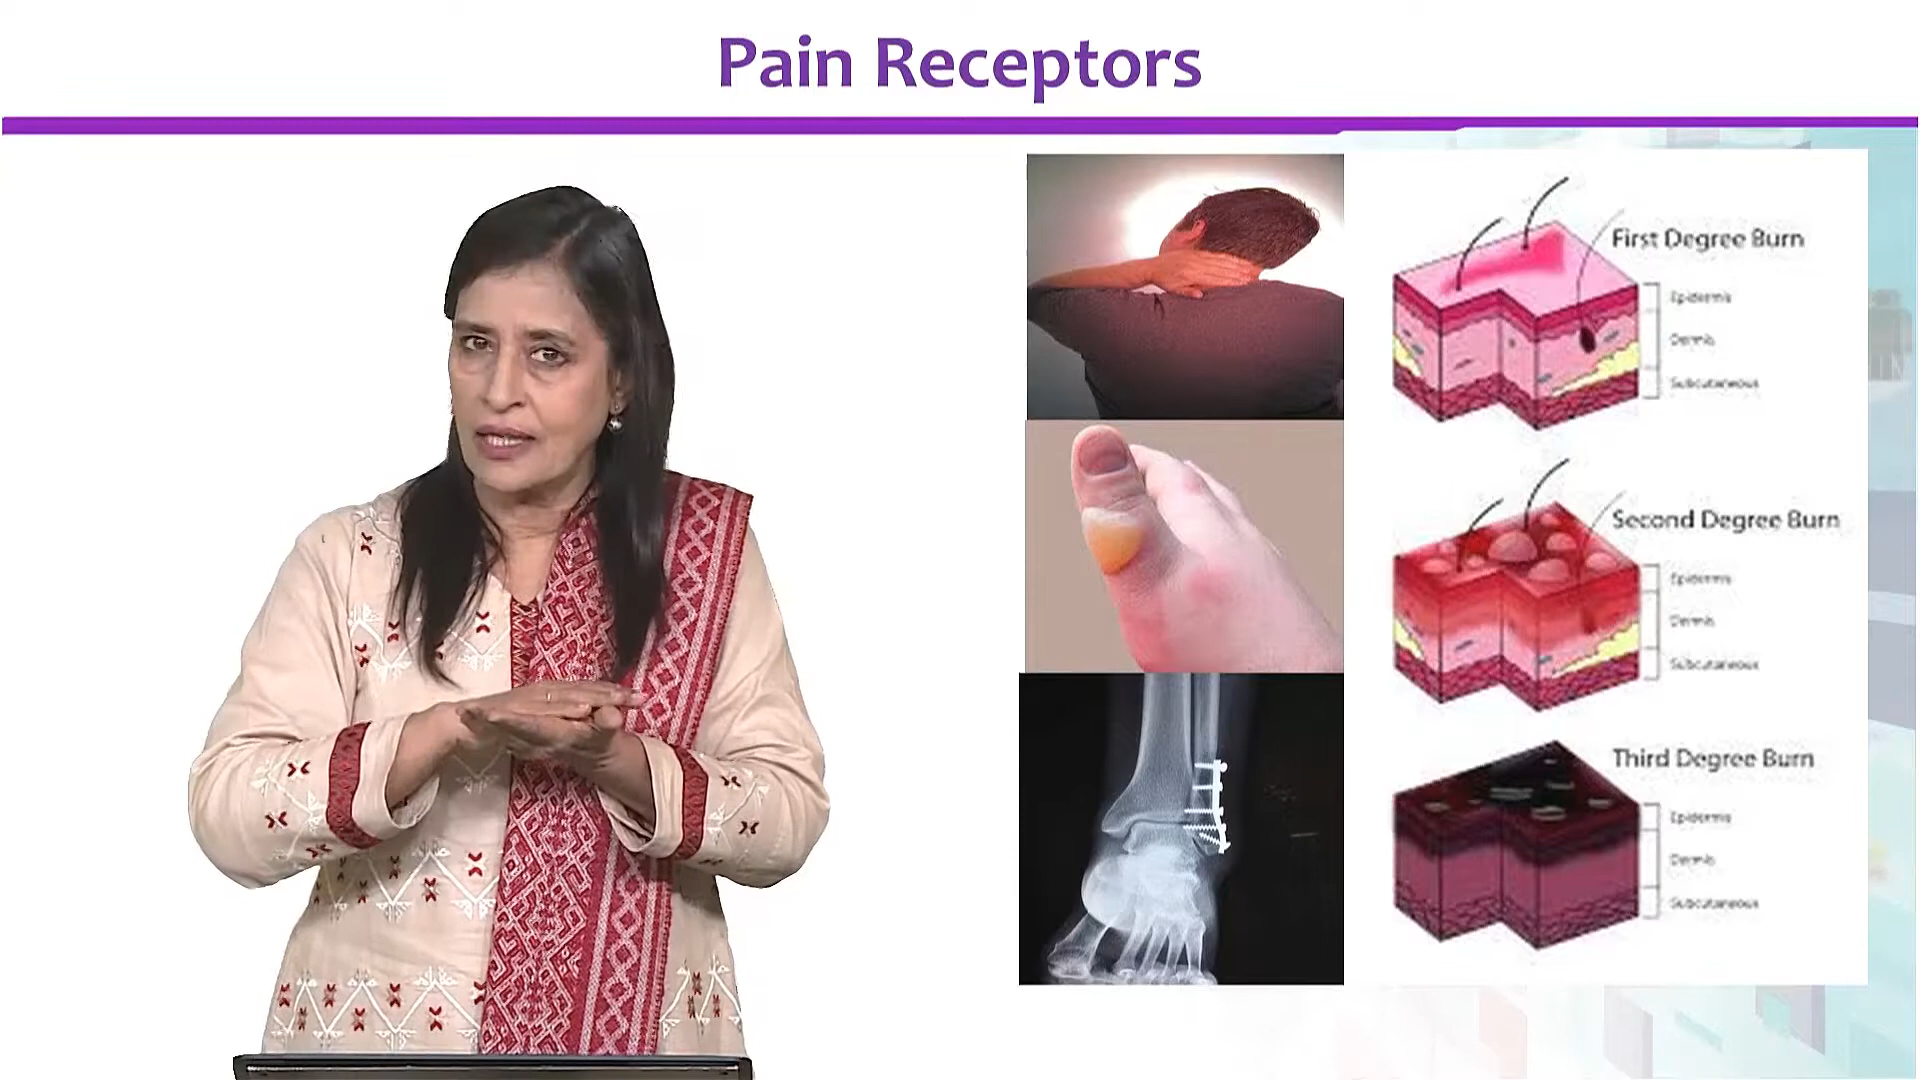 Pain Receptors
First Degree Burn
Epidermis
Dermis
Subcutaneous
Second Degree Burn
Epidermis
Dermis
Subcutaneous
Third Degree Burn
Epidermis
Dermis
Subcutaneous